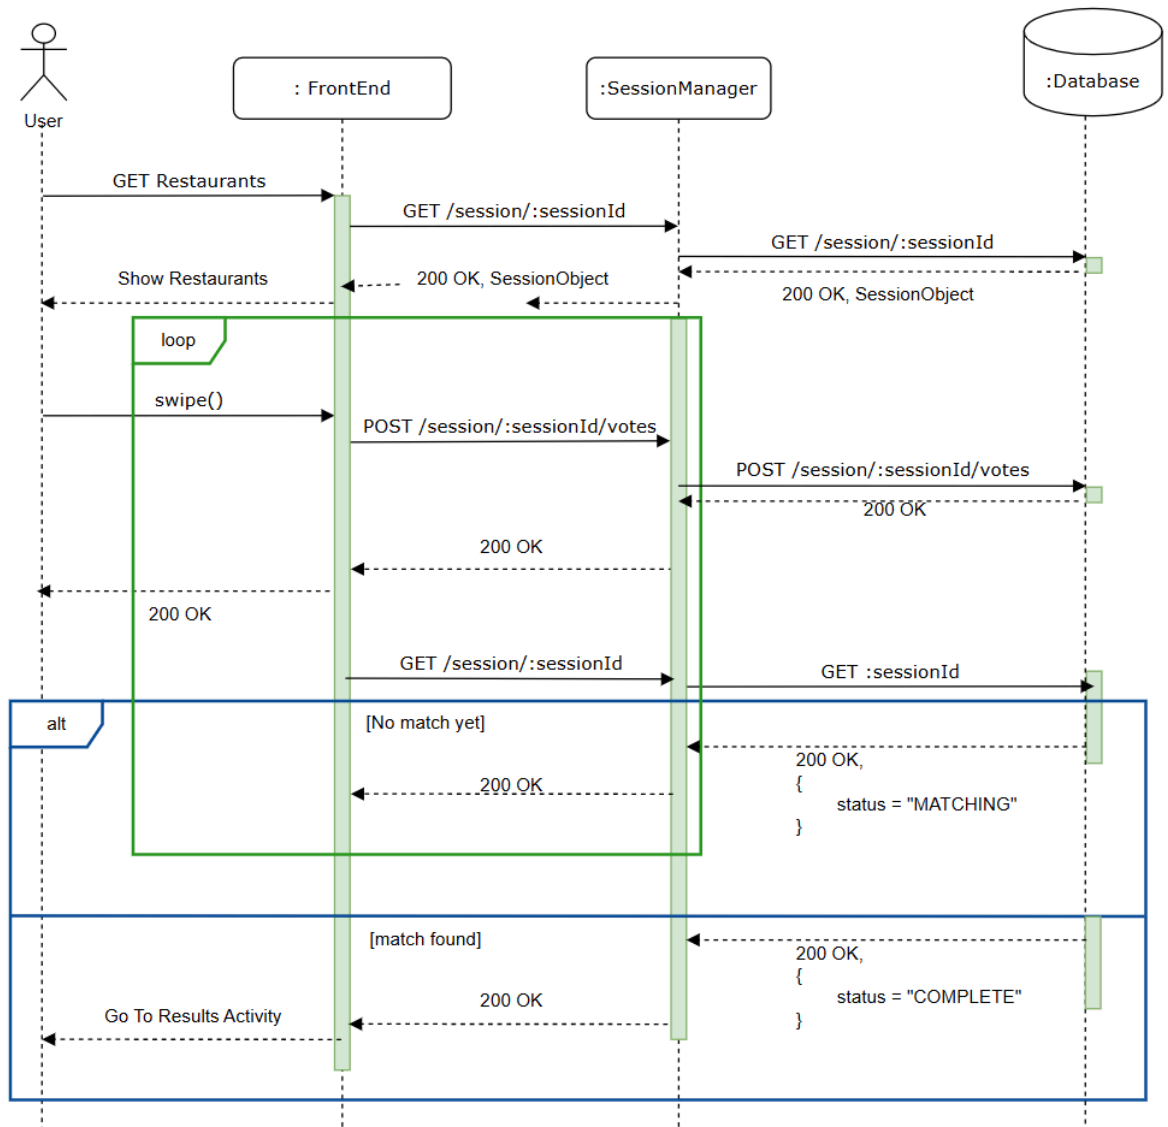 : FrontEnd
:SessionManager
:Database
User
GET Restaurants
GET /session/:sessionId
GET /session/:sessionId
Show Restaurants
200 OK, SessionObject
200 OK, SessionObject
loop
swipe()
POST /session/:sessionId/votes
POST /session/:sessionId/votes
200 OK
200 OK
200 OK
GET /session/:sessionId
GET :sessionId
alt
[No match yet]
200 OK,
{
status = "MATCHING"
}
200 OK
[match found]
200 OK,
{
status = "COMPLETE"
}
200 OK
Go To Results Activity